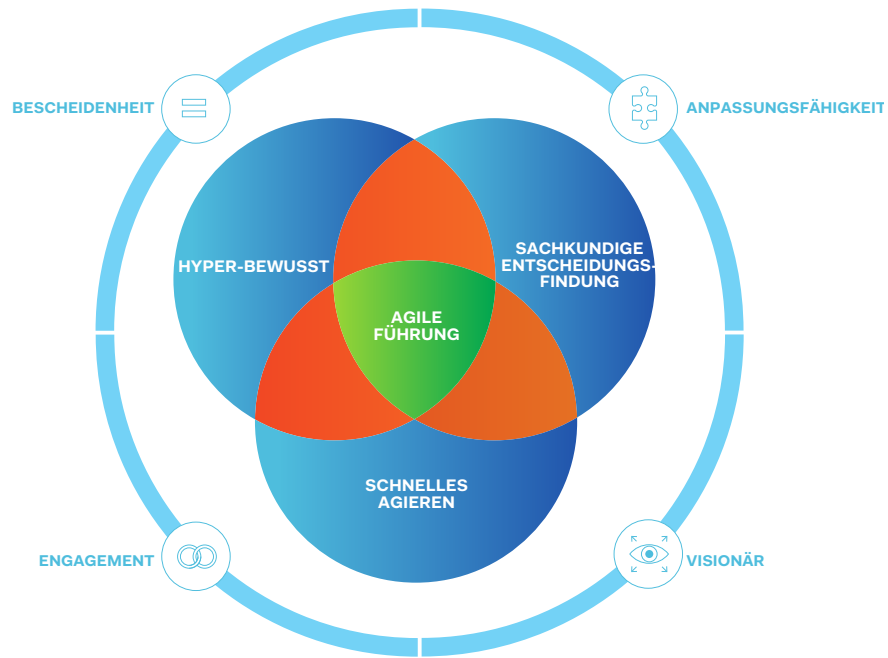 BESCHEIDENHEIT
ANPASSUNGSFÄHIGKEIT
HYPER-BEWUSST
SACHKUNDIGE
ENTSCHEIDUNGS-
FINDUNG
AGILE
FÜHRUNG
SCHNELLES
AGIEREN
ENGAGEMENT
VISIONÄR